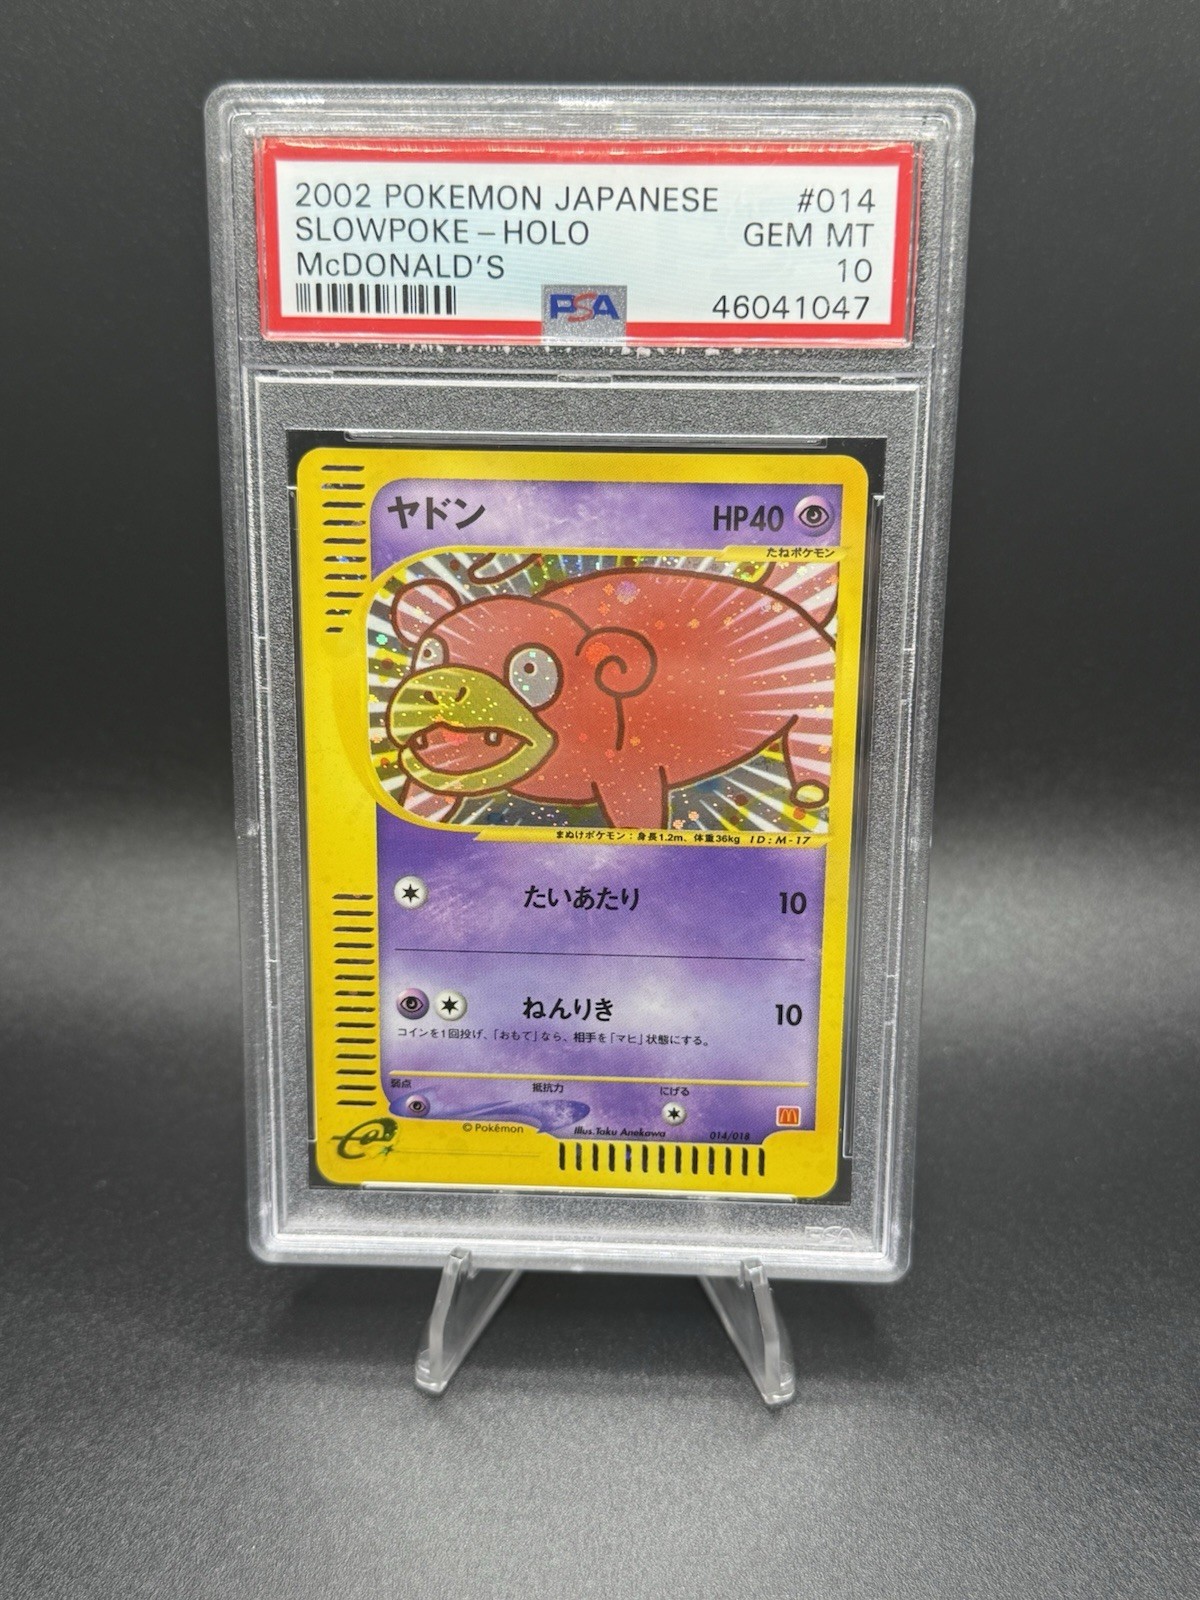 2002 POKEMON JAPANESE #014
SLOWPOKE - HOLO GEM MT
McDONALD'S 10
PSA 46041047
ヤドン HP40
たねポケモン
まぬけポケモン：身長1.2m、体重36kg ID:M-17
たいあたり 10
ねんりき 10
コインを1回投げ、「おもて」なら、相手を「マヒ」状態にする。
弱点 抵抗力 にげる
©Pokémon Illus.Taku Anekawa 014/018
e
PSA